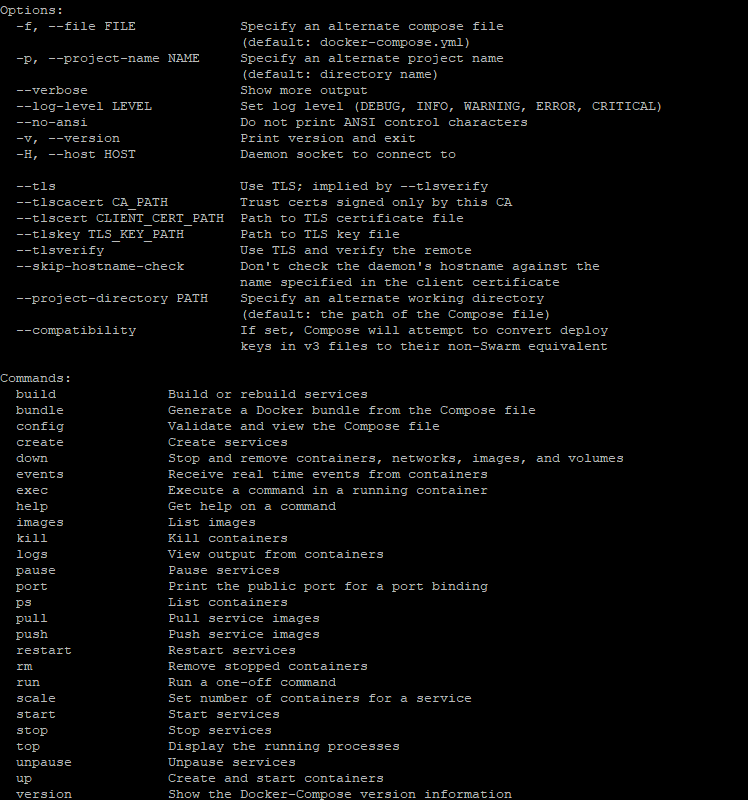 Options:
  -f, --file FILE             Specify an alternate compose file
                              (default: docker-compose.yml)
  -p, --project-name NAME     Specify an alternate project name
                              (default: directory name)
  --verbose                   Show more output
  --log-level LEVEL           Set log level (DEBUG, INFO, WARNING, ERROR, CRITICAL)
  --no-ansi                   Do not print ANSI control characters
  -v, --version               Print version and exit
  -H, --host HOST             Daemon socket to connect to

  --tls                       Use TLS; implied by --tlsverify
  --tlscacert CA_PATH         Trust certs signed only by this CA
  --tlscert CLIENT_CERT_PATH  Path to TLS certificate file
  --tlskey TLS_KEY_PATH       Path to TLS key file
  --tlsverify                 Use TLS and verify the remote
  --skip-hostname-check       Don't check the daemon's hostname against the
                              name specified in the client certificate
  --project-directory PATH    Specify an alternate working directory
                              (default: the path of the Compose file)
  --compatibility             If set, Compose will attempt to convert deploy
                              keys in v3 files to their non-Swarm equivalent

Commands:
  build              Build or rebuild services
  bundle             Generate a Docker bundle from the Compose file
  config             Validate and view the Compose file
  create             Create services
  down               Stop and remove containers, networks, images, and volumes
  events             Receive real time events from containers
  exec               Execute a command in a running container
  help               Get help on a command
  images             List images
  kill               Kill containers
  logs               View output from containers
  pause              Pause services
  port               Print the public port for a port binding
  ps                 List containers
  pull               Pull service images
  push               Push service images
  restart            Restart services
  rm                 Remove stopped containers
  run                Run a one-off command
  scale              Set number of containers for a service
  start              Start services
  stop               Stop services
  top                Display the running processes
  unpause            Unpause services
  up                 Create and start containers
  version            Show the Docker-Compose version information